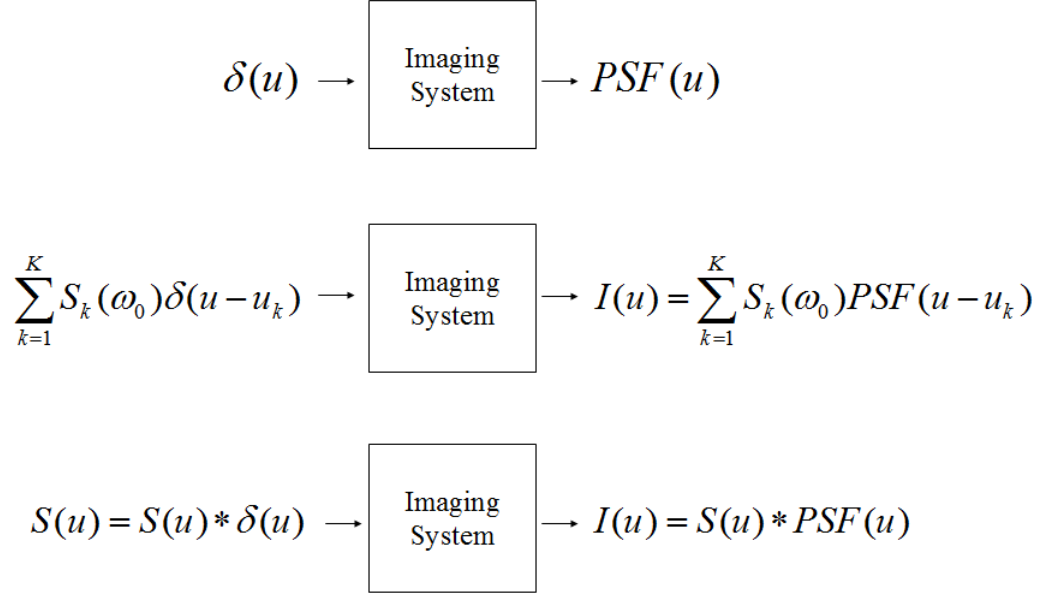 δ(u) → Imaging System → PSF(u)
∑_{k=1}^{K} S_k(ω_0)δ(u − u_k) → Imaging System → I(u) = ∑_{k=1}^{K} S_k(ω_0)PSF(u − u_k)
S(u) = S(u) * δ(u) → Imaging System → I(u) = S(u) * PSF(u)